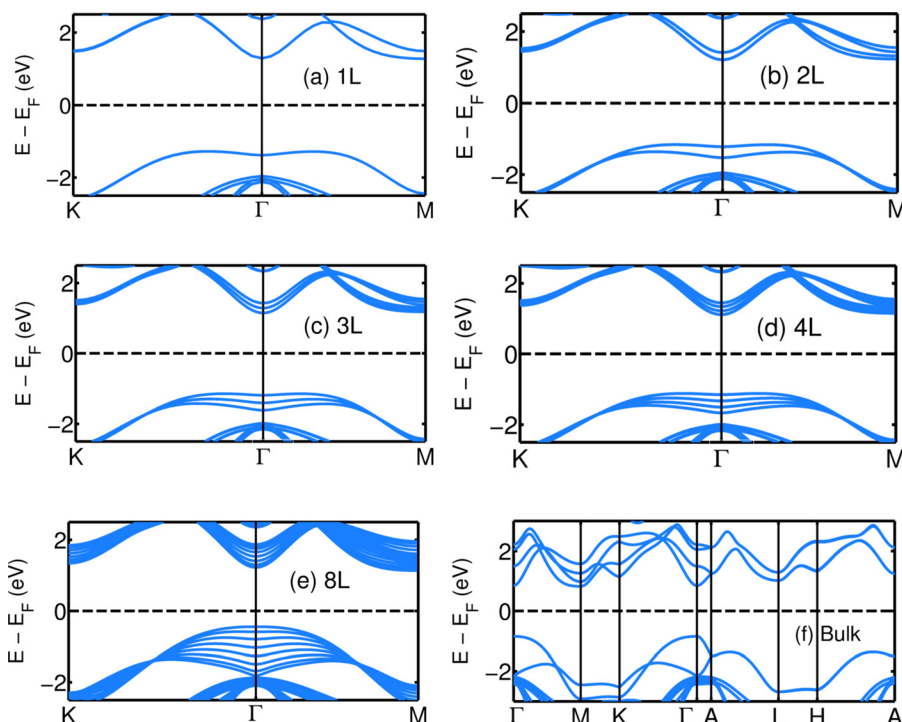 2
E − E_F (eV)
(a) 1L
0
−2
K Γ M
2
E − E_F (eV)
(b) 2L
0
−2
K Γ M
2
E − E_F (eV)
(c) 3L
0
−2
K Γ M
2
E − E_F (eV)
(d) 4L
0
−2
K Γ M
2
E − E_F (eV)
(e) 8L
0
−2
K Γ M
2
E − E_F (eV)
0
(f) Bulk
−2
Γ M K Γ A L H A